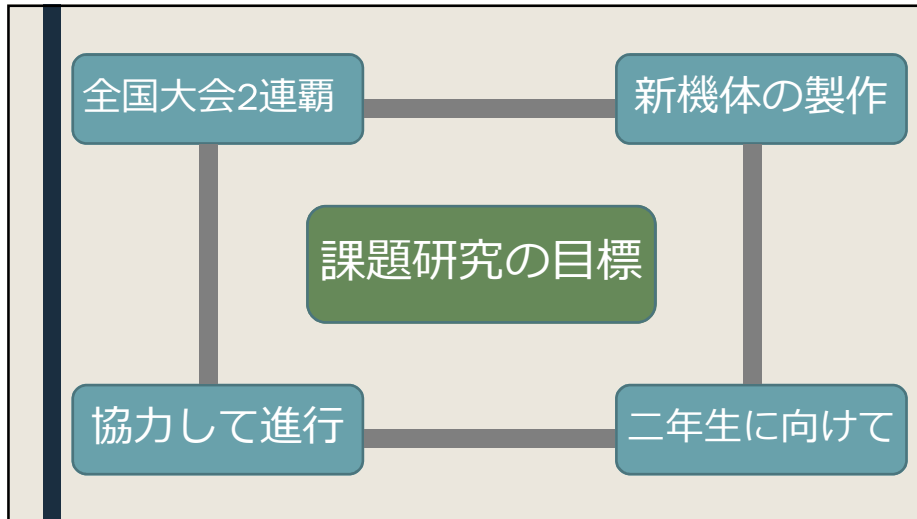 全国大会2連覇
新機体の製作
課題研究の目標
協力して進行
二年生に向けて